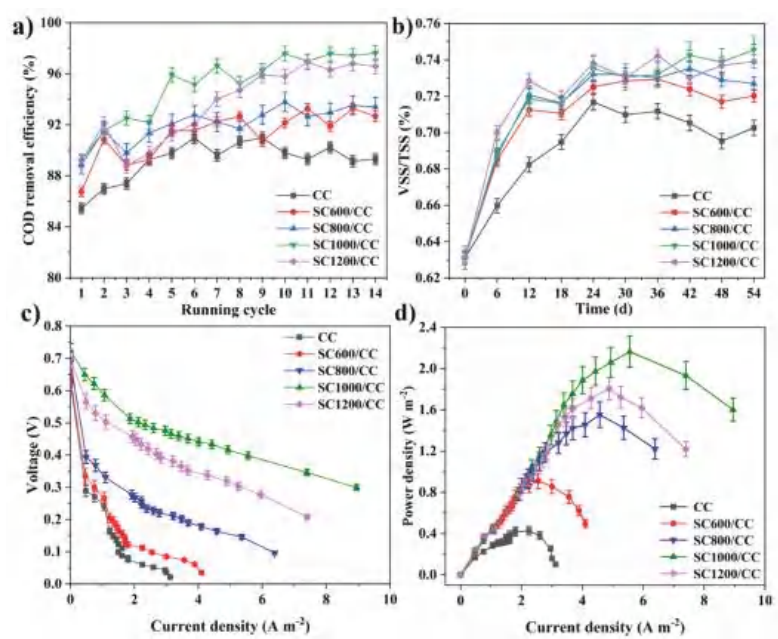 a)
COD removal efficiency (%)
100
96
92
88
84
80
1 2 3 4 5 6 7 8 9 10 11 12 13 14
Running cycle
CC
SC600/CC
SC800/CC
SC1000/CC
SC1200/CC
b)
VSS/TSS (%)
0.76
0.74
0.72
0.70
0.68
0.66
0.64
0.62
0 6 12 18 24 30 36 42 48 54
Time (d)
CC
SC600/CC
SC800/CC
SC1000/CC
SC1200/CC
c)
Voltage (V)
0.8
0.7
0.6
0.5
0.4
0.3
0.2
0.1
0.0
0 2 4 6 8 10
Current density (A m-2)
CC
SC600/CC
SC800/CC
SC1000/CC
SC1200/CC
d)
Power density (W m-2)
2.4
2.0
1.6
1.2
0.8
0.4
0.0
0 2 4 6 8 10
Current density (A m-2)
CC
SC600/CC
SC800/CC
SC1000/CC
SC1200/CC